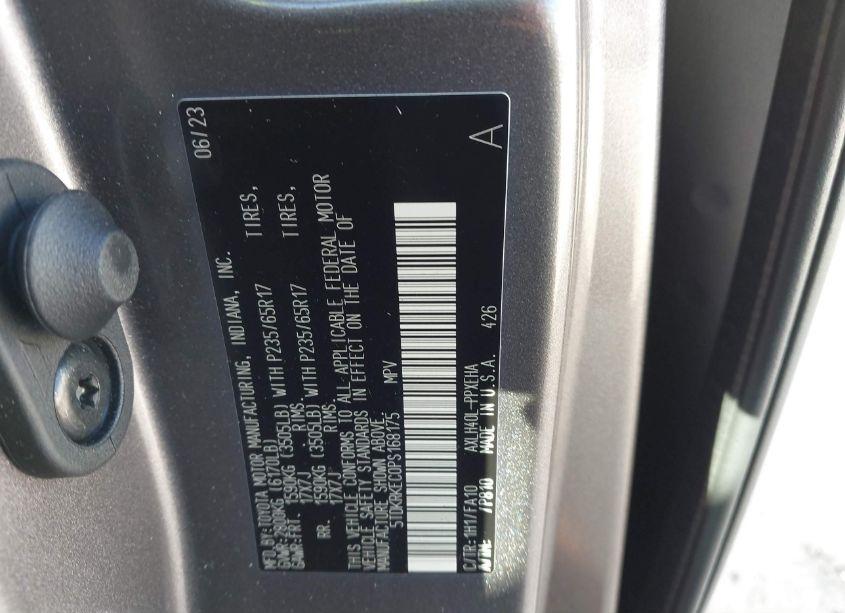 MFD.BY:TOYOTA MOTOR MANUFACTURING, INDIANA, INC. 06/23
GVWR:2800KG (6170LB)
GAWR:FRT. 1590KG (3505LB) WITH P235/65R17 TIRES,
17X7J RIMS.
RR. 1590KG (3505LB) WITH P235/65R17 TIRES,
17X7J RIMS.
THIS VEHICLE CONFORMS TO ALL APPLICABLE FEDERAL MOTOR
VEHICLE SAFETY STANDARDS IN EFFECT ON THE DATE OF
MANUFACTURE SHOWN ABOVE.
5TDKRKEC0PS168175 MPV
A
C/TR: 1H1/FA10 AXLH40L-PPXEHA 426
/P810 MADE IN U.S.A.